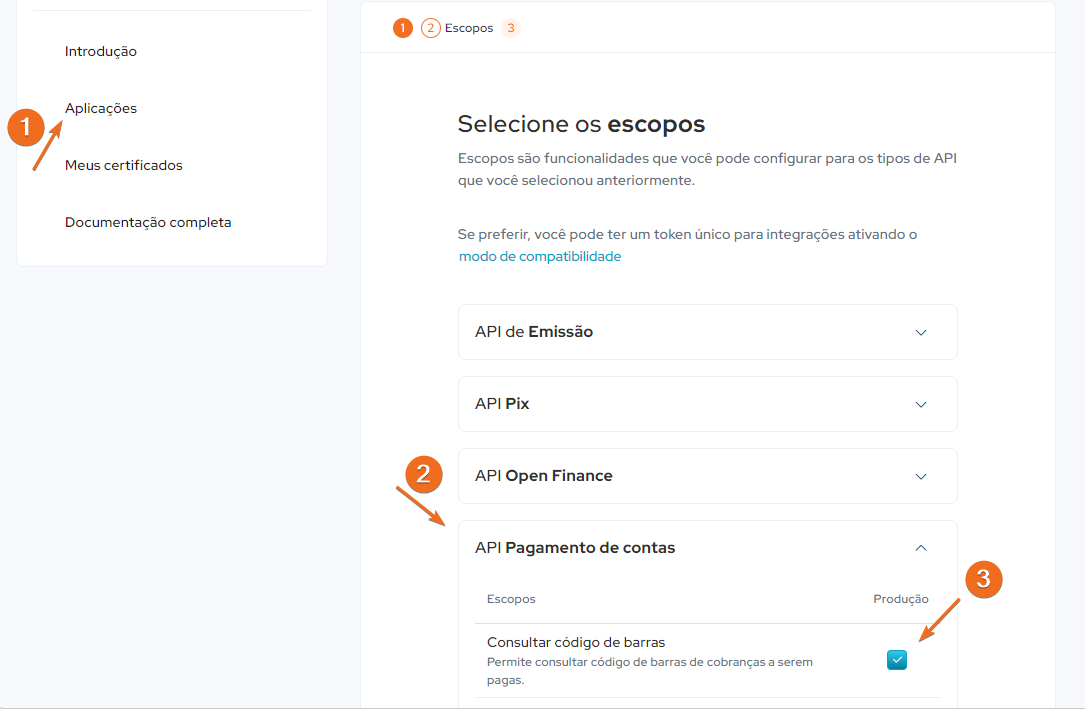 Introdução
Aplicações
1
Meus certificados
Documentação completa
1 2 Escopos 3
Selecione os escopos
Escopos são funcionalidades que você pode configurar para os tipos de API
que você selecionou anteriormente.
Se preferir, você pode ter um token único para integrações ativando o
modo de compatibilidade
API de Emissão
API Pix
2
API Open Finance
API Pagamento de contas
3
Escopos Produção
Consultar código de barras
Permite consultar código de barras de cobranças a serem
pagas.